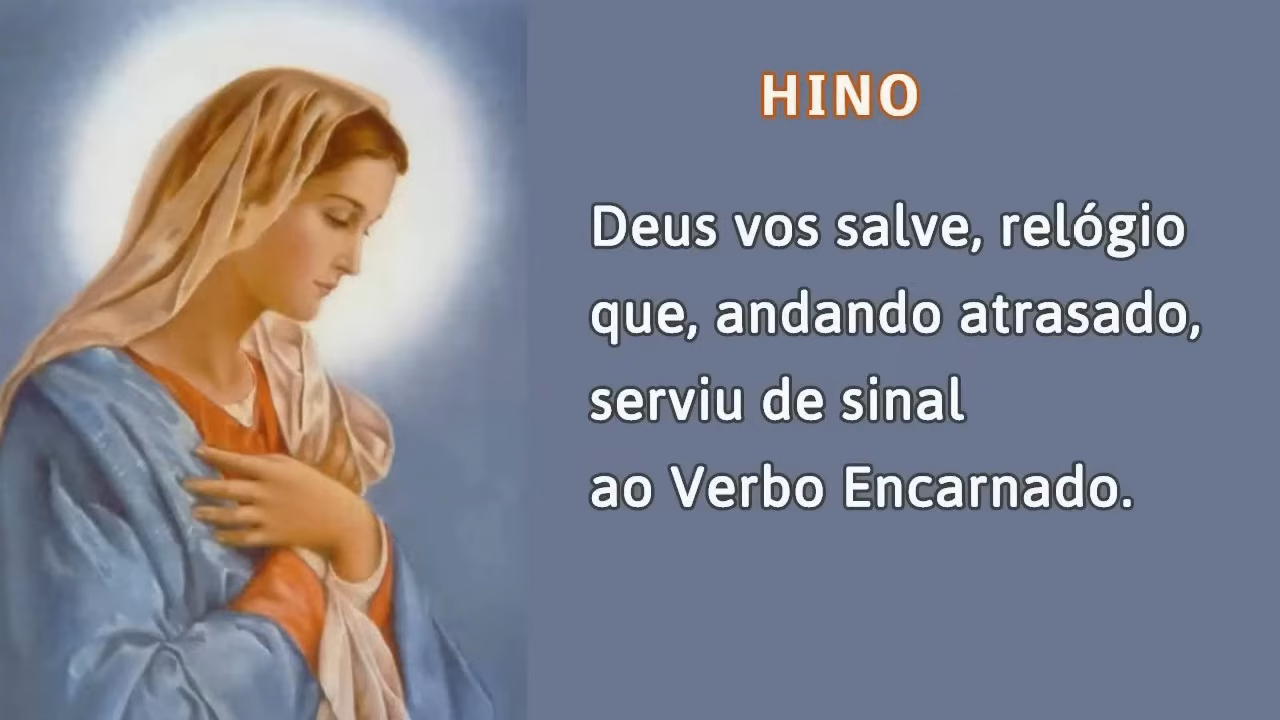 HINO
Deus vos salve, relógio
que, andando atrasado,
serviu de sinal
ao Verbo Encarnado.